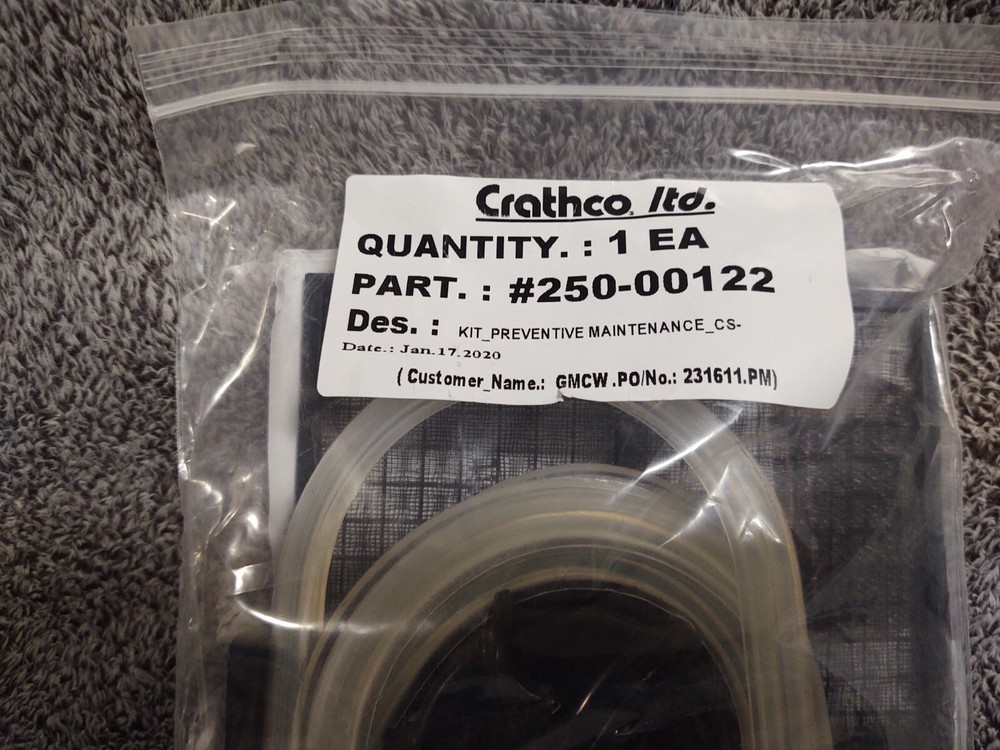 Crathco ltd.
QUANTITY. : 1 EA
PART. : #250-00122
Des. : KIT_PREVENTIVE MAINTENANCE_CS-
Date.: Jan.17.2020
( Customer_Name.: GMCW .PO/No.: 231611.PM)